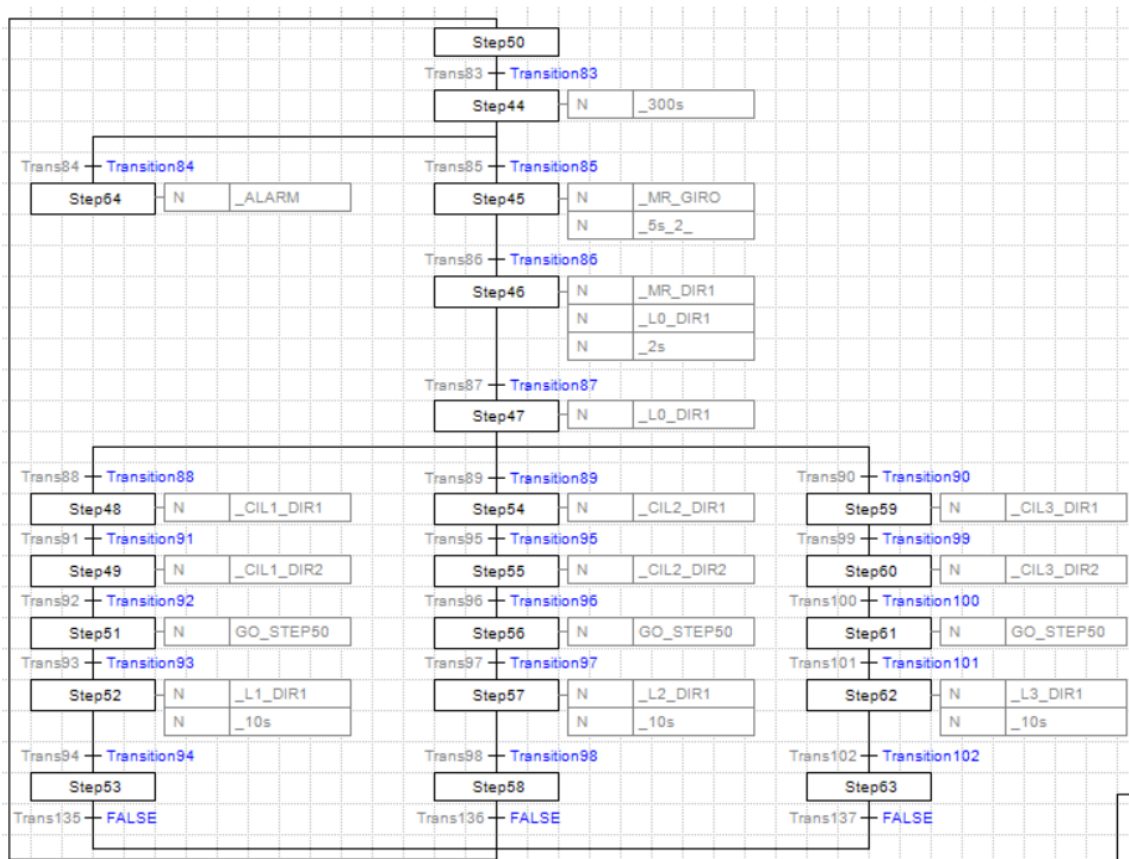 Step50
Trans83 Transition83
Step44 N _300s
Trans84 Transition84 Trans85 Transition85
Step64 N _ALARM Step45 N _MR_GIRO
N _5s_2_
Trans86 Transition86
Step46 N _MR_DIR1
N _L0_DIR1
N _2s
Trans87 Transition87
Step47 N _L0_DIR1
Trans88 Transition88 Trans89 Transition89 Trans90 Transition90
Step48 N _CIL1_DIR1 Step54 N _CIL2_DIR1 Step59 N _CIL3_DIR1
Trans91 Transition91 Trans95 Transition95 Trans99 Transition99
Step49 N _CIL1_DIR2 Step55 N _CIL2_DIR2 Step60 N _CIL3_DIR2
Trans92 Transition92 Trans96 Transition96 Trans100 Transition100
Step51 N GO_STEP50 Step56 N GO_STEP50 Step61 N GO_STEP50
Trans93 Transition93 Trans97 Transition97 Trans101 Transition101
Step52 N _L1_DIR1 Step57 N _L2_DIR1 Step62 N _L3_DIR1
N _10s N _10s N _10s
Trans94 Transition94 Trans98 Transition98 Trans102 Transition102
Step53 Step58 Step63
Trans135 FALSE Trans136 FALSE Trans137 FALSE